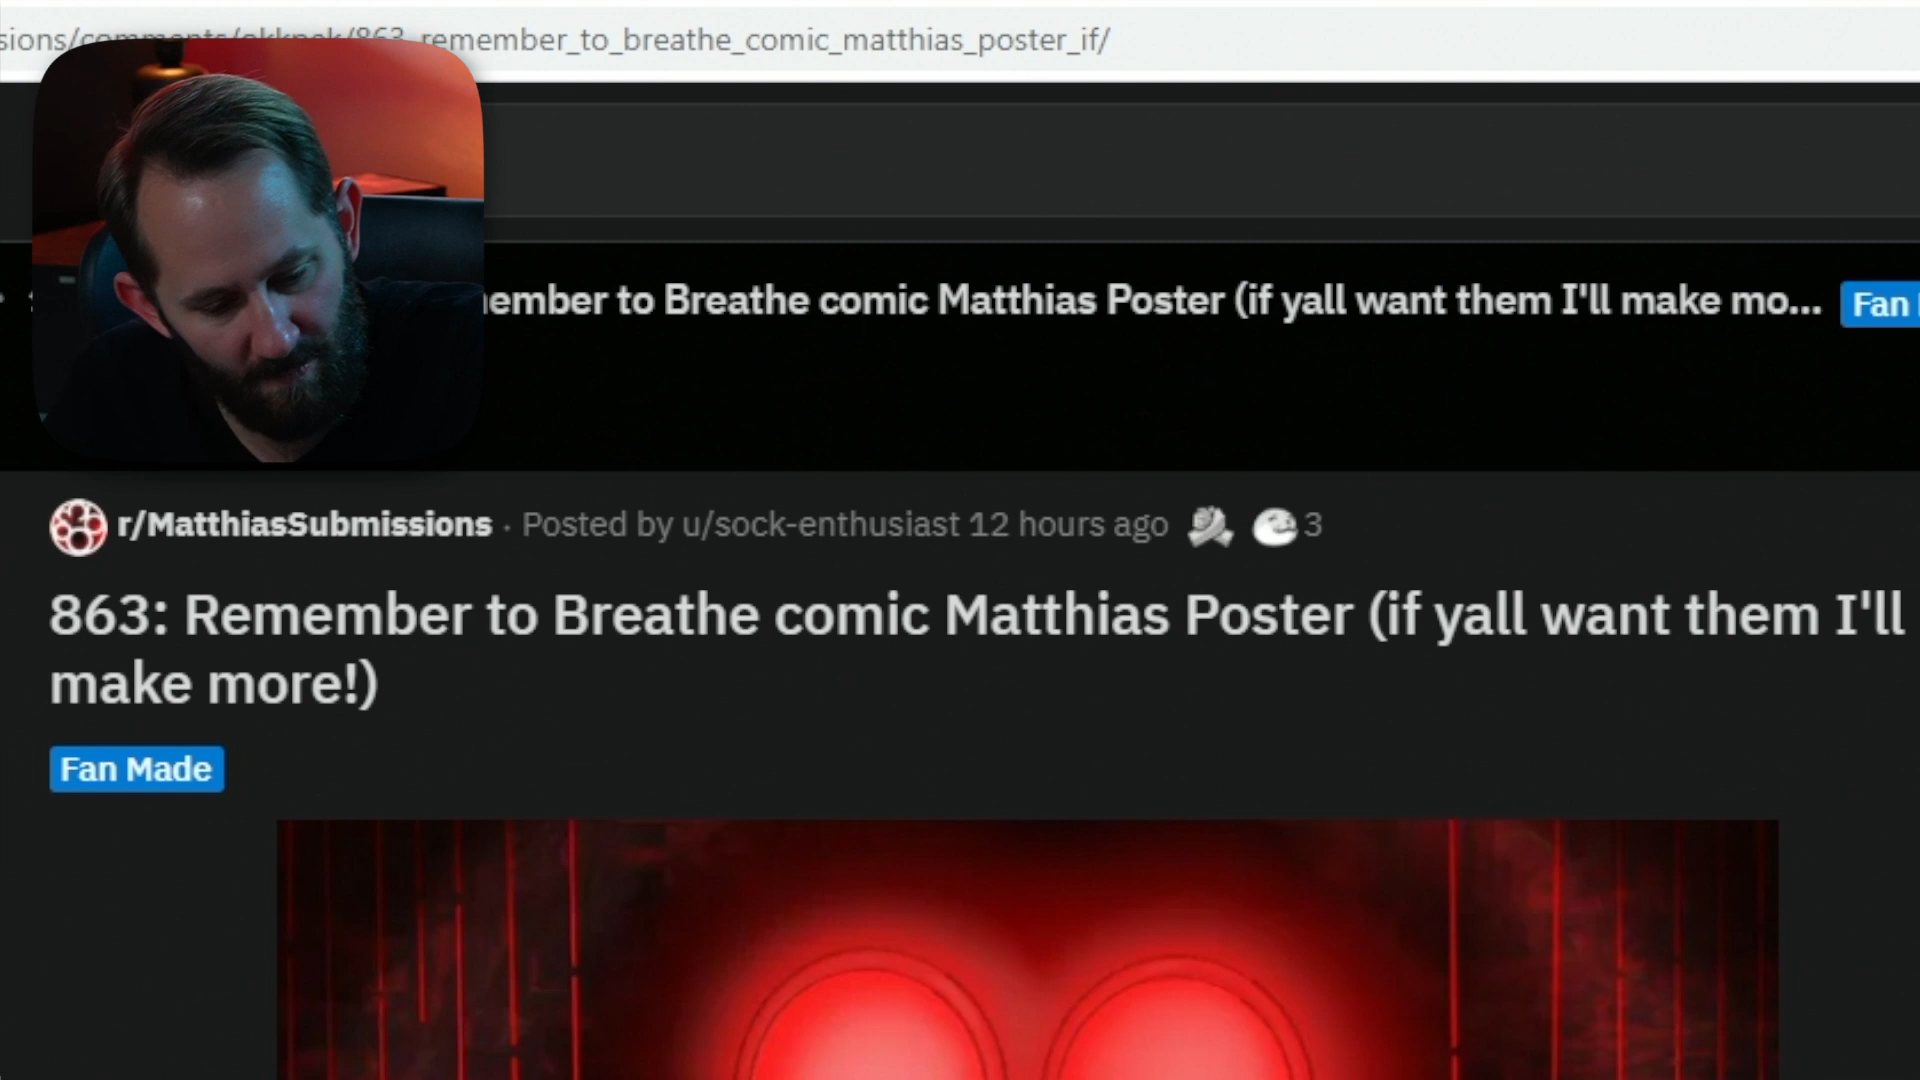 remember_to_breathe_comic_matthias_poster_if/
ember to Breathe comic Matthias Poster (if yall want them I'll make mo...
Fan
r/MatthiasSubmissions · Posted by u/sock-enthusiast 12 hours ago 3
863: Remember to Breathe comic Matthias Poster (if yall want them I'll
make more!)
Fan Made